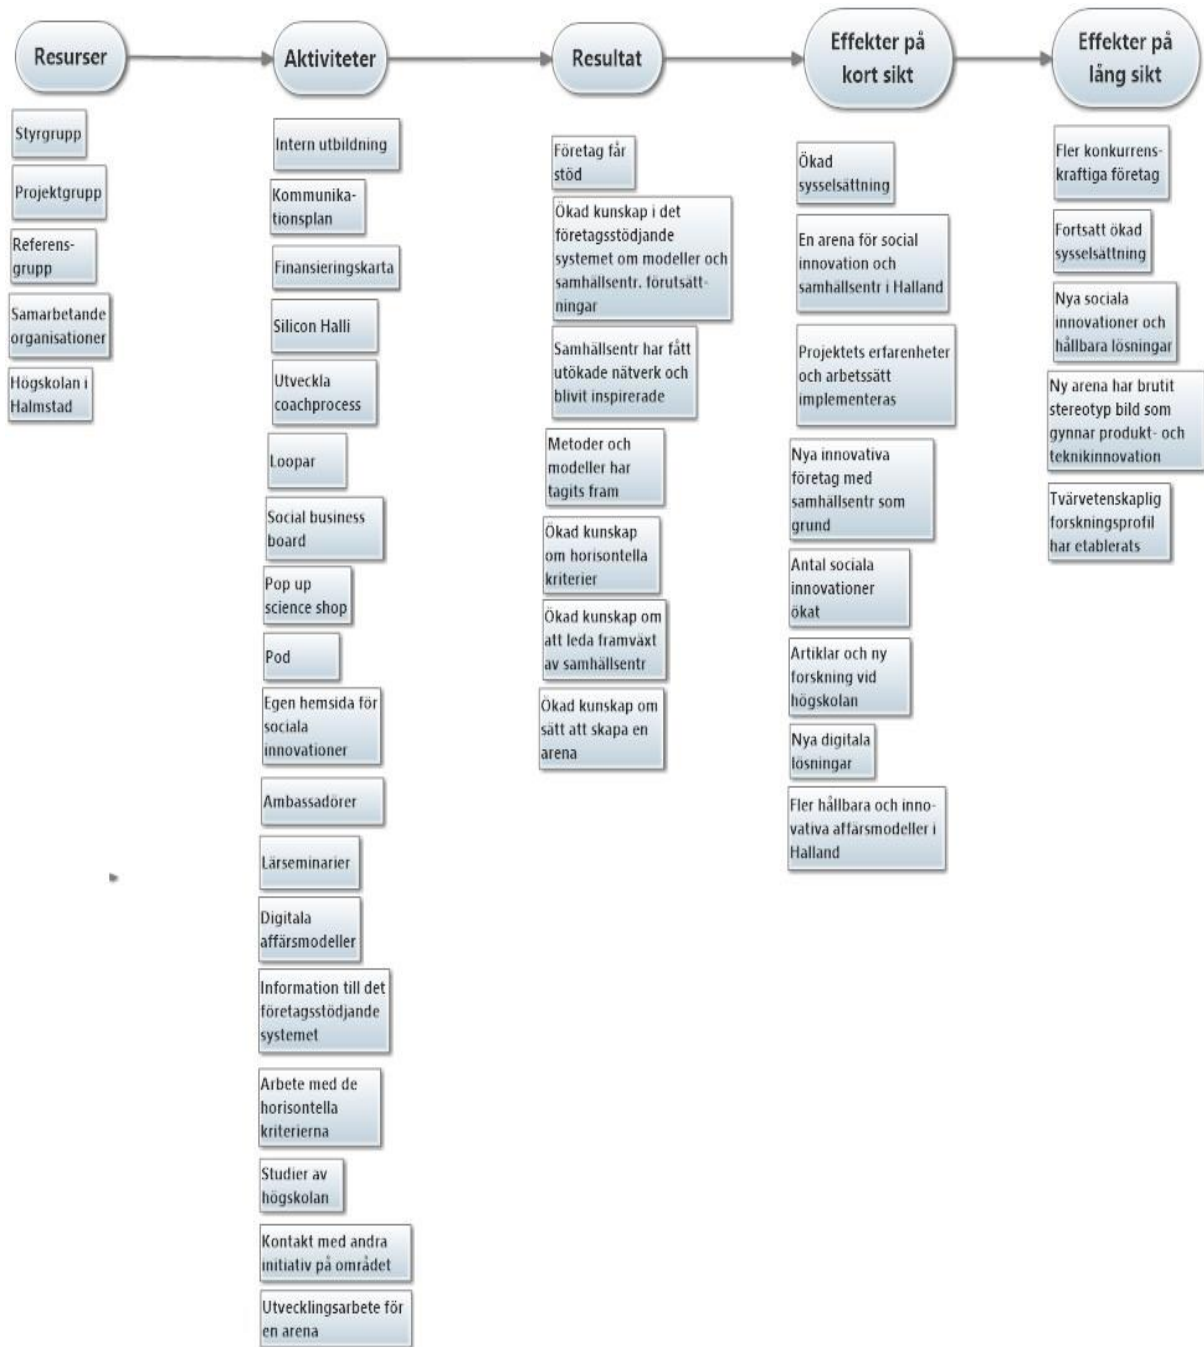 Resurser
Styrgrupp
Projektgrupp
Referens-
grupp
Samarbetande
organisationer
Högskolan i
Halmstad
Aktiviteter
Intern utbildning
Kommunika-
tionsplan
Finansieringskarta
Silicon Halli
Utveckla
coachprocess
Loopar
Social business
board
Pop up
science shop
Pod
Egen hemsida för
sociala
innovationer
Ambassadörer
Lärseminarier
Digitala
affärsmodeller
Information till det
företagsstödjande
systemet
Arbete med de
horisontella
kriterierna
Studier av
högskolan
Kontakt med andra
initiativ på området
Utvecklingsarbete för
en arena
Resultat
Företag får
stöd
Ökad kunskap i det
företagsstödjande
systemet om modeller och
samhällsentr. förutsätt-
ningar
Samhällsentr har fått
utökade nätverk och
blivit inspirerade
Metoder och
modeller har
tagits fram
Ökad kunskap
om horisontella
kriterier
Ökad kunskap om
att leda framväxt
av samhällsentr
Ökad kunskap om
sätt att skapa en
arena
Effekter på
kort sikt
Ökad
sysselsättning
En arena för social
innovation och
samhällsentr i Halland
Projektets erfarenheter
och arbetssätt
implementeras
Nya innovativa
företag med
samhällsentr som
grund
Antal sociala
innovationer
ökat
Artiklar och ny
forskning vid
högskolan
Nya digitala
lösningar
Fler hållbara och inno-
vativa affärsmodeller i
Halland
Effekter på
lång sikt
Fler konkurrens-
kraftiga företag
Fortsatt ökad
sysselsättning
Nya sociala
innovationer och
hållbara lösningar
Ny arena har brutit
stereotyp bild som
gynnar produkt- och
teknikinnovation
Tvärvetenskaplig
forskningsprofil
har etablerats